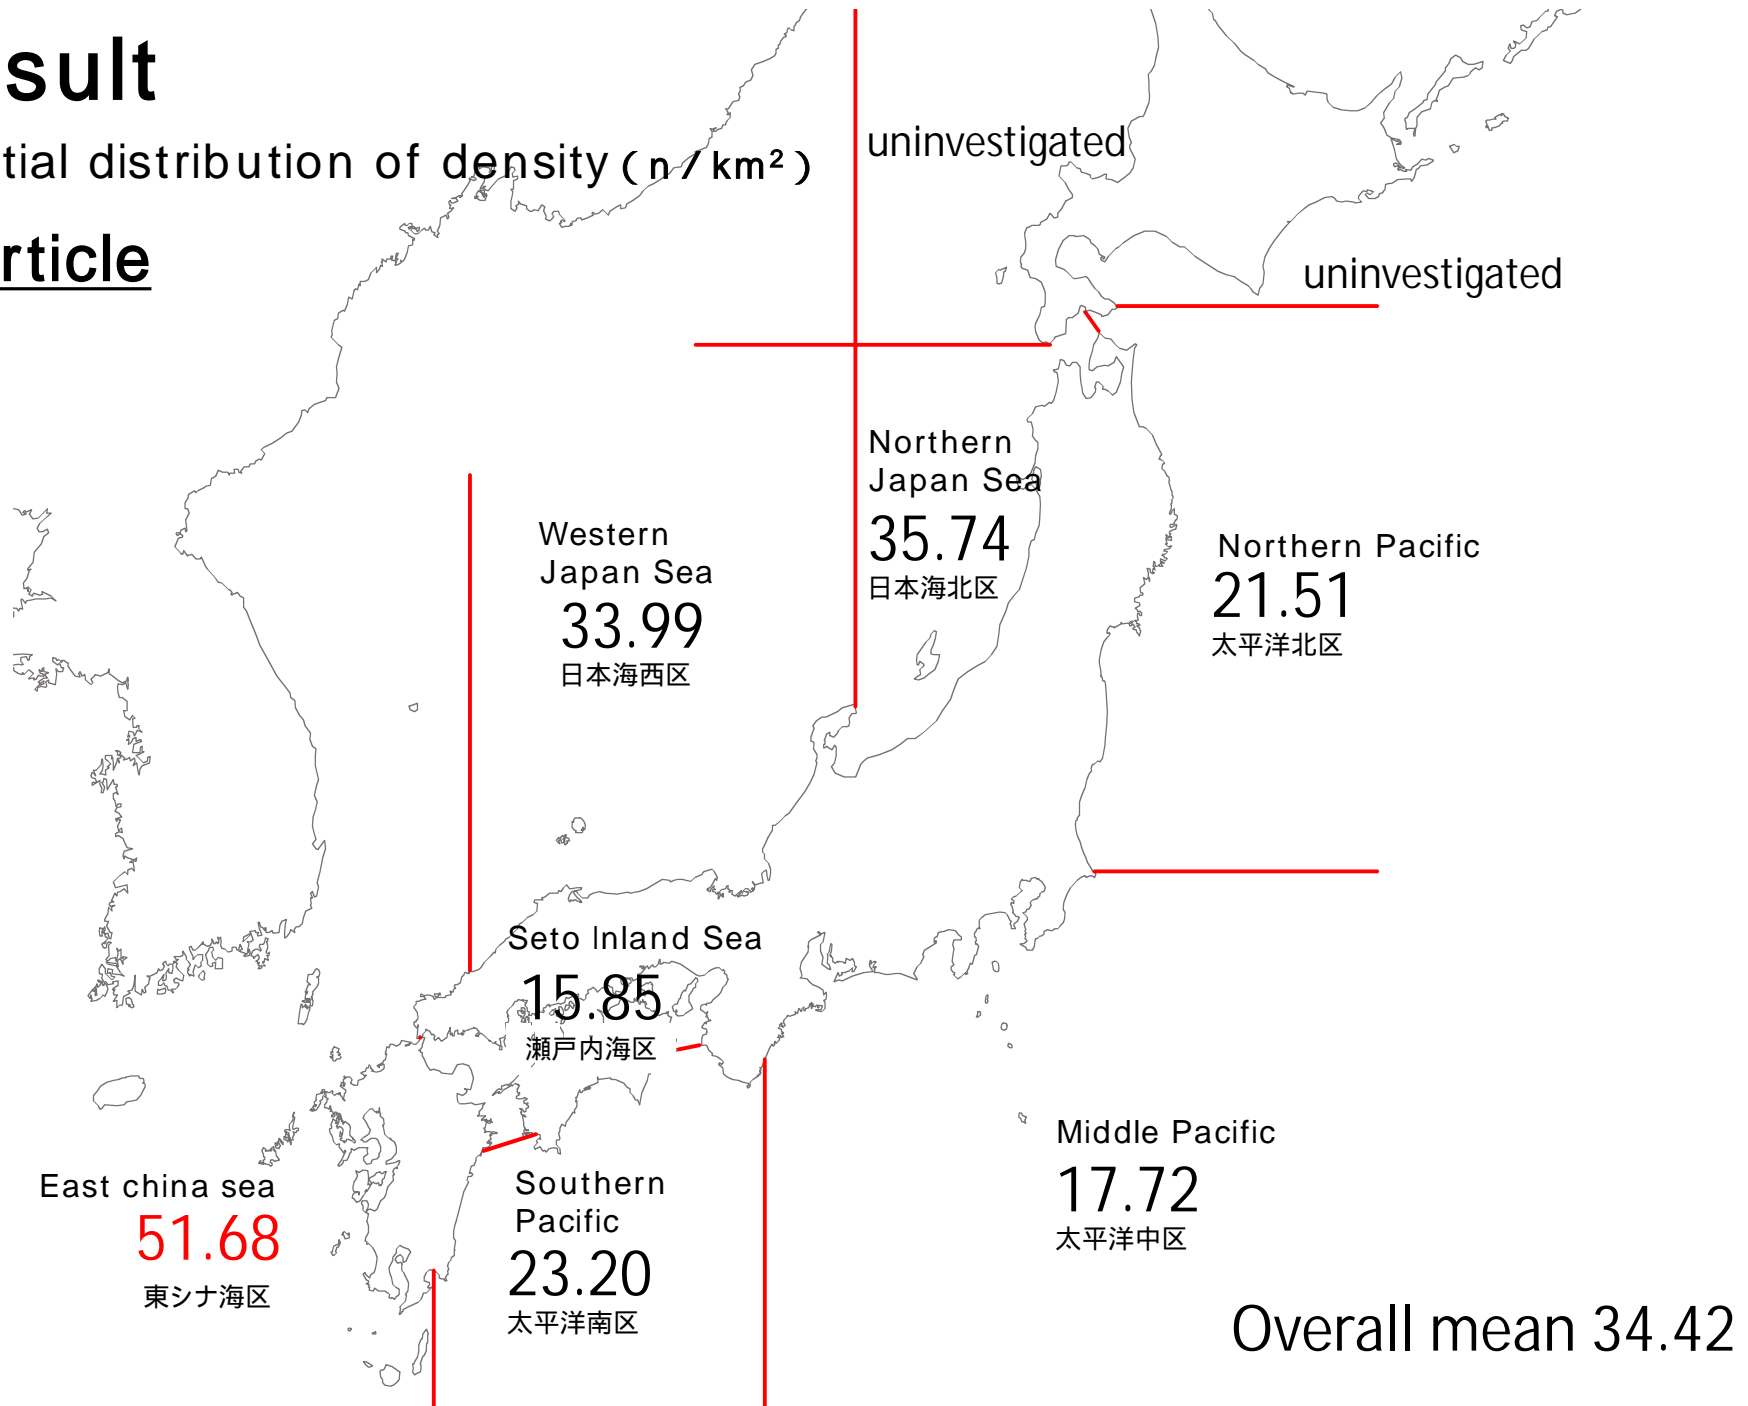 sult
tial distribution of density(n/km²)
rticle
uninvestigated
uninvestigated
Northern
Japan Sea
35.74
日本海北区
Western
Japan Sea
33.99
日本海西区
Northern Pacific
21.51
太平洋北区
Seto Inland Sea
15.85
瀬戸内海区
East china sea
51.68
東シナ海区
Southern
Pacific
23.20
太平洋南区
Middle Pacific
17.72
太平洋中区
Overall mean 34.42